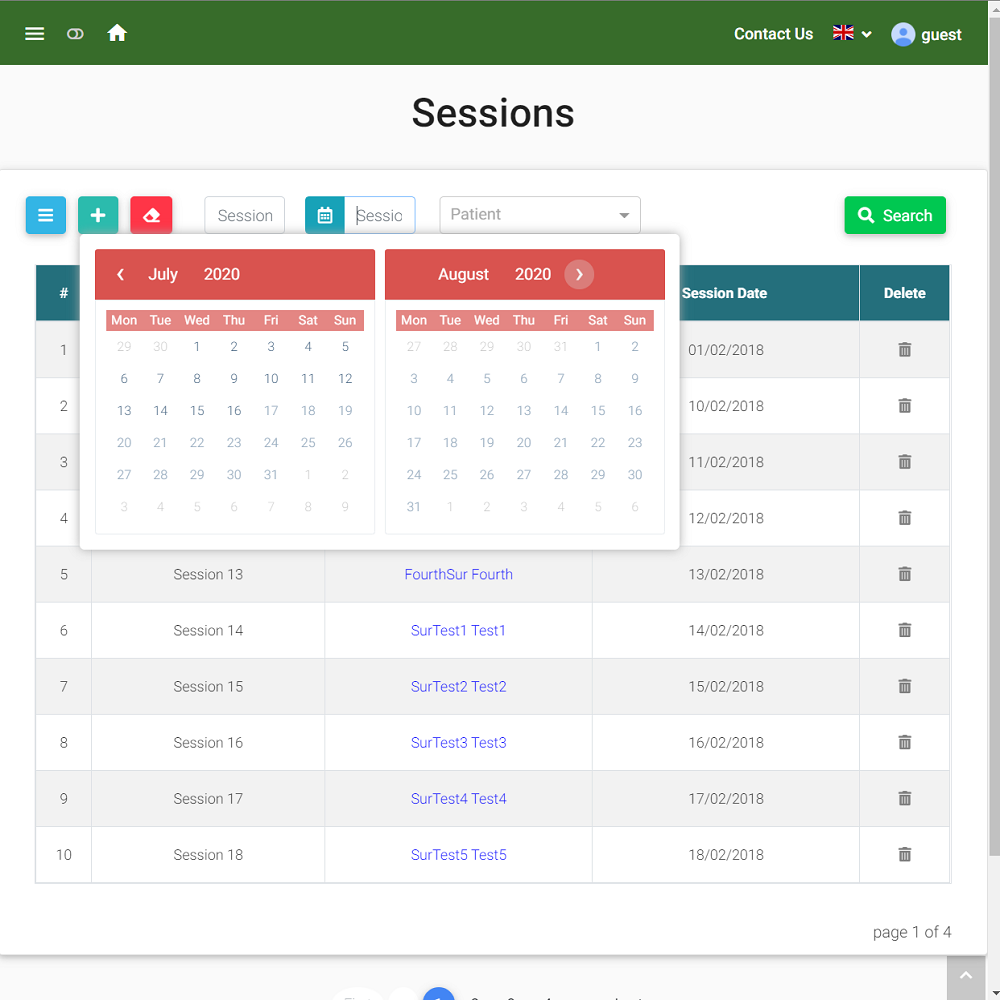 Contact Us guest
Sessions
Session Sessio Patient Search
July 2020 August 2020
# Session Date Delete
Mon Tue Wed Thu Fri Sat Sun Mon Tue Wed Thu Fri Sat Sun
29 30 1 2 3 4 5 27 28 29 30 31 1 2
1 01/02/2018
6 7 8 9 10 11 12 3 4 5 6 7 8 9
2 10/02/2018
13 14 15 16 17 18 19 10 11 12 13 14 15 16
20 21 22 23 24 25 26 17 18 19 20 21 22 23
3 11/02/2018
27 28 29 30 31 1 2 24 25 26 27 28 29 30
3 4 5 6 7 8 9 31 1 2 3 4 5 6
4 12/02/2018
5 Session 13 FourthSur Fourth 13/02/2018
6 Session 14 SurTest1 Test1 14/02/2018
7 Session 15 SurTest2 Test2 15/02/2018
8 Session 16 SurTest3 Test3 16/02/2018
9 Session 17 SurTest4 Test4 17/02/2018
10 Session 18 SurTest5 Test5 18/02/2018
page 1 of 4